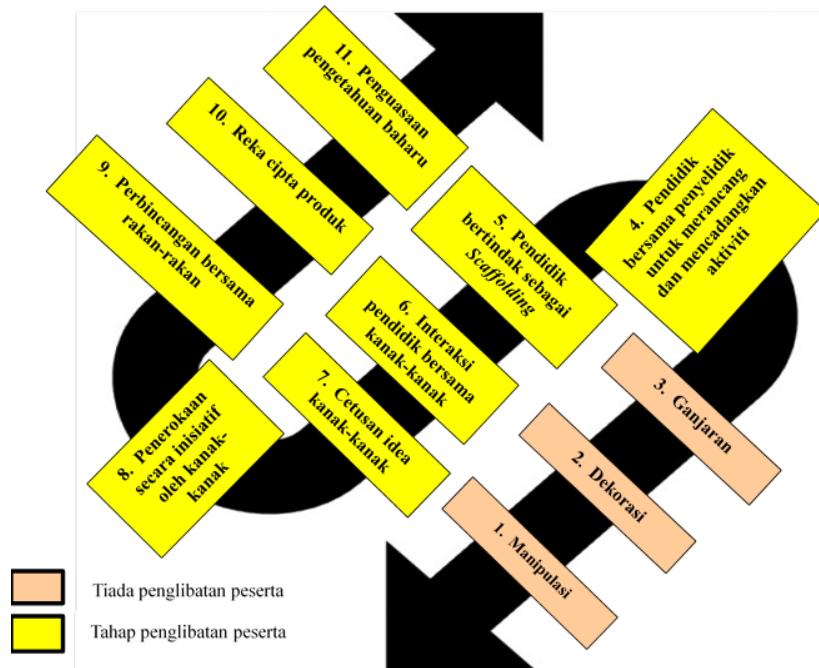 11. Penguasaan
pengetahuan baharu
10. Reka cipta
produk
9. Perbincangan bersama
rakan-rakan
4. Pendidik
bersama penyelidik
untuk merancang
dan mencadangkan
aktiviti
5. Pendidik
bertindak sebagai
Scaffolding
6. Interaksi
pendidik bersama
kanak-kanak
7. Cetusan idea
kanak-kanak
8. Penerokaan
secara inisiatif
oleh kanak-
kanak
3. Ganjaran
2. Dekorasi
1. Manipulasi
Tiada penglibatan peserta
Tahap penglibatan peserta